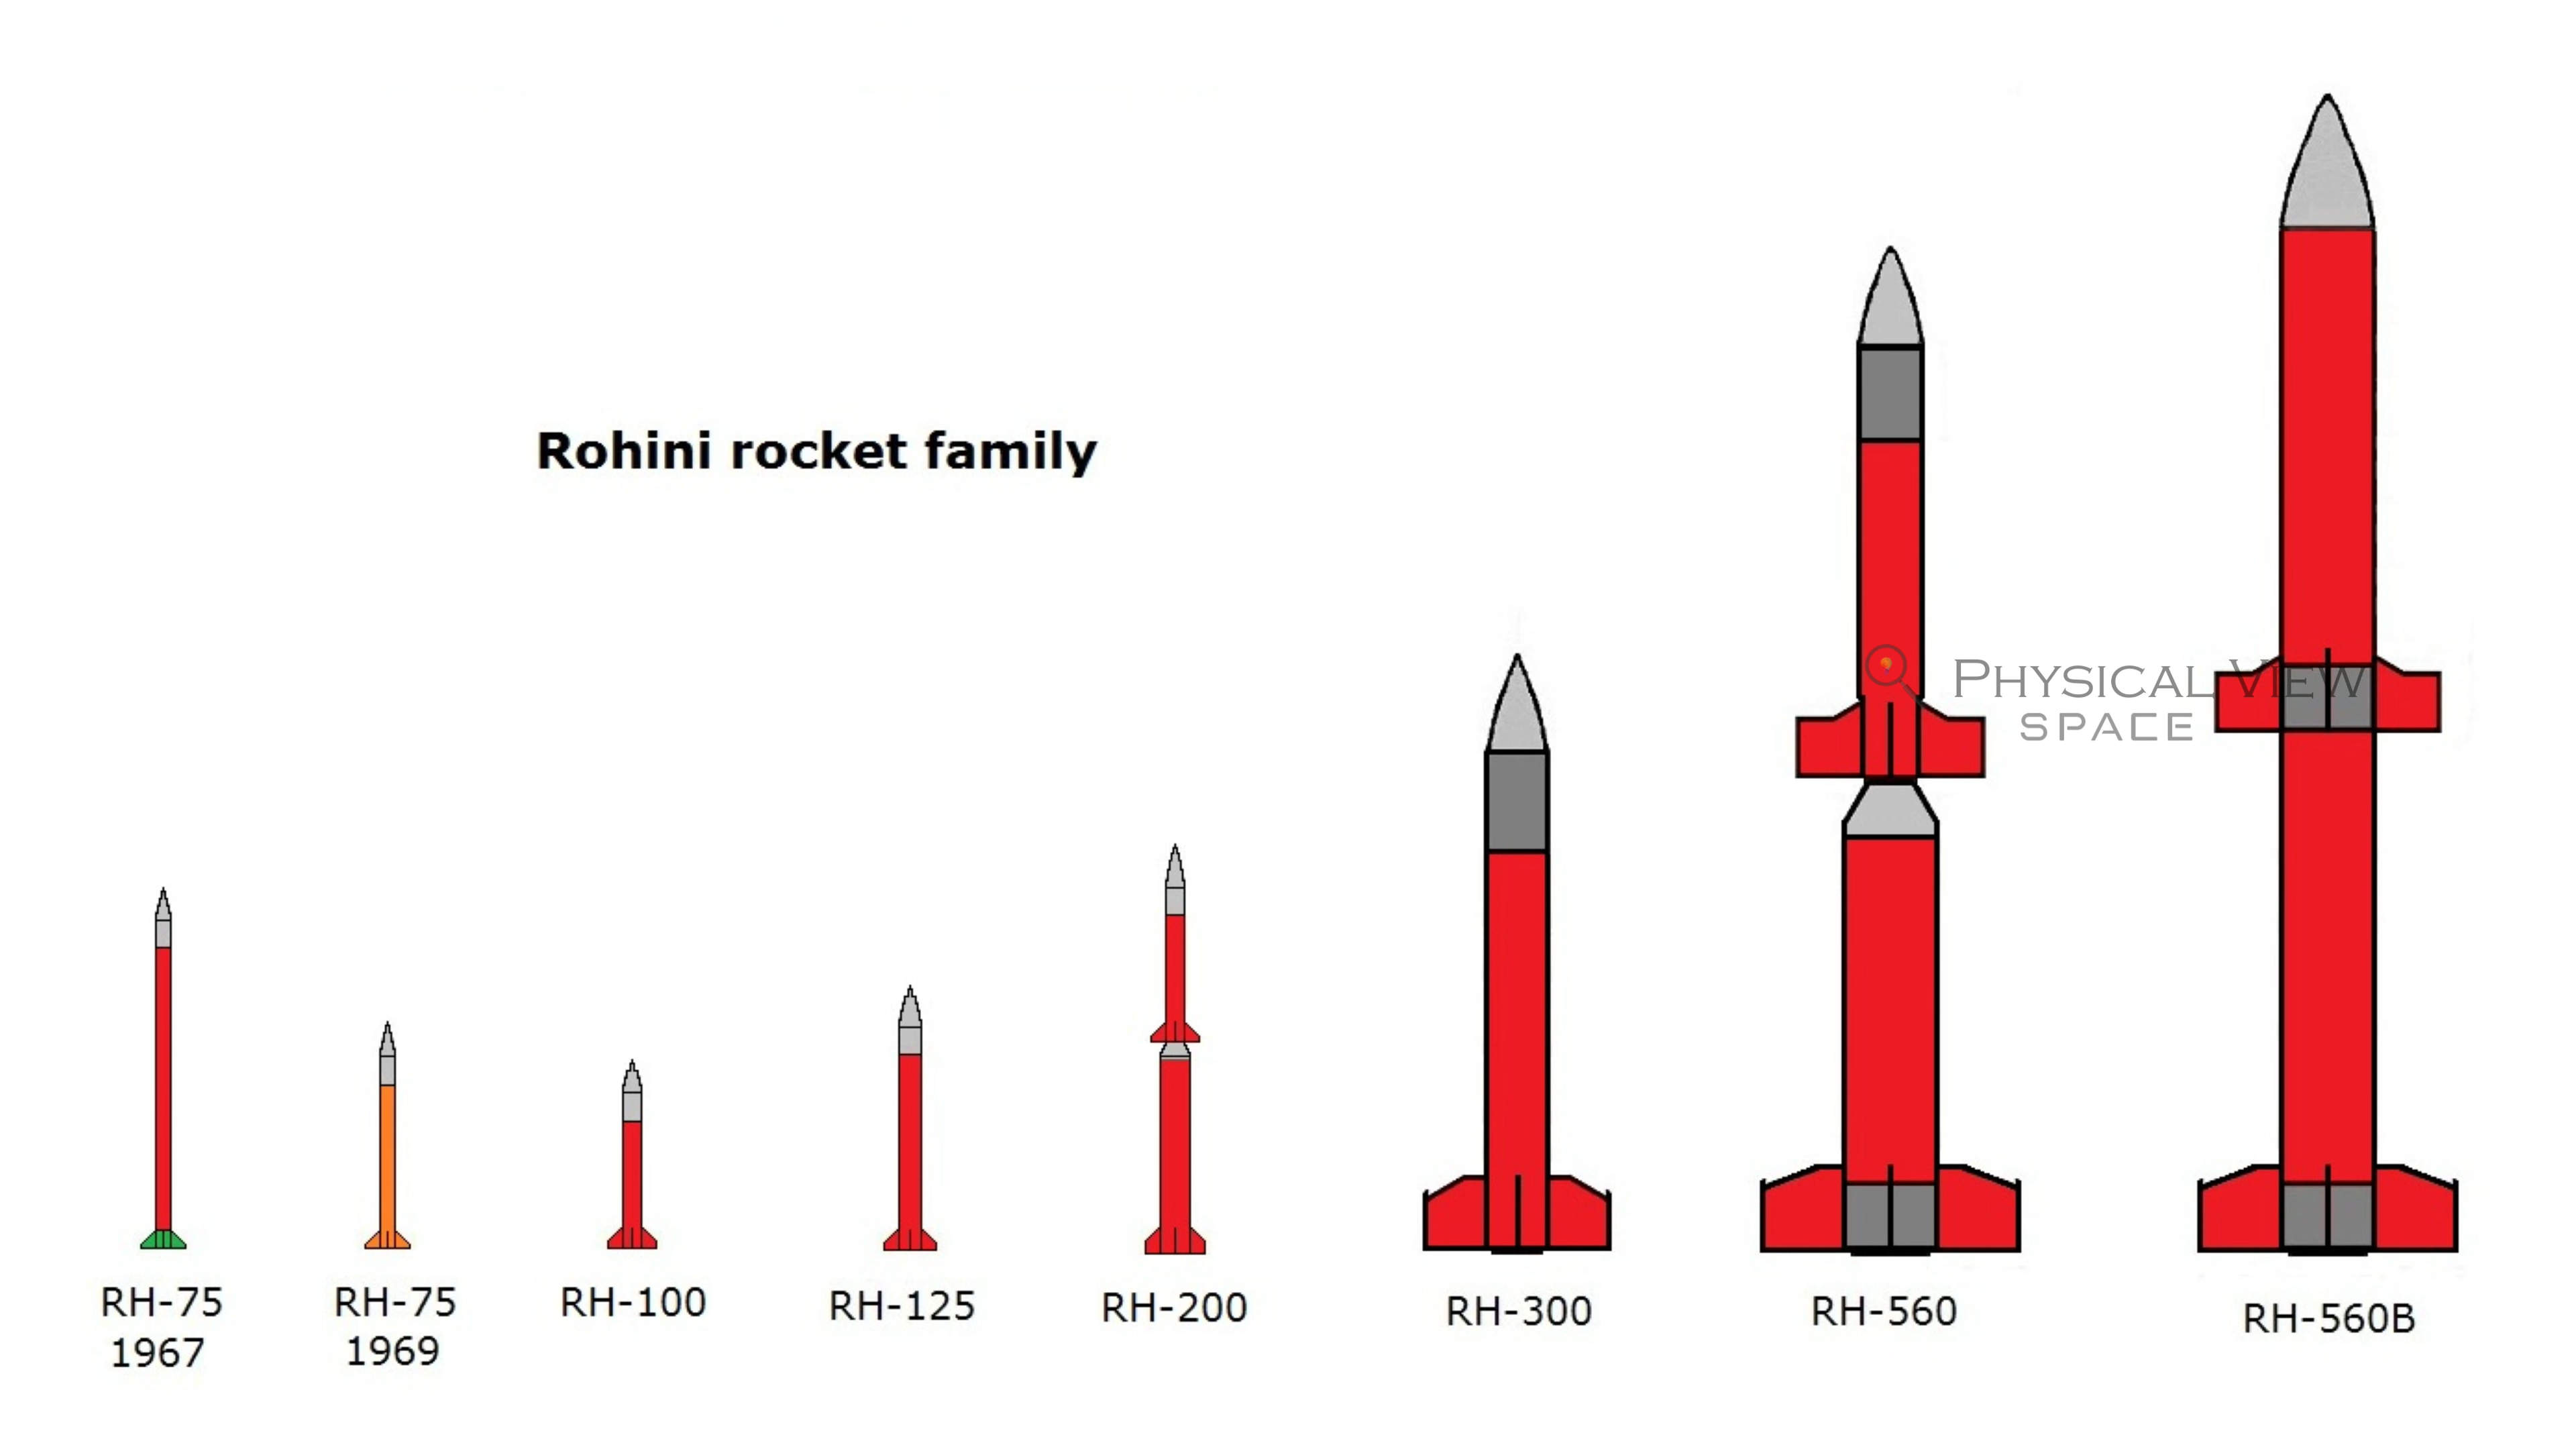 Rohini rocket family
PHYSICAL VIEW
SPACE
RH-75
1967
RH-75
1969
RH-100
RH-125
RH-200
RH-300
RH-560
RH-560B